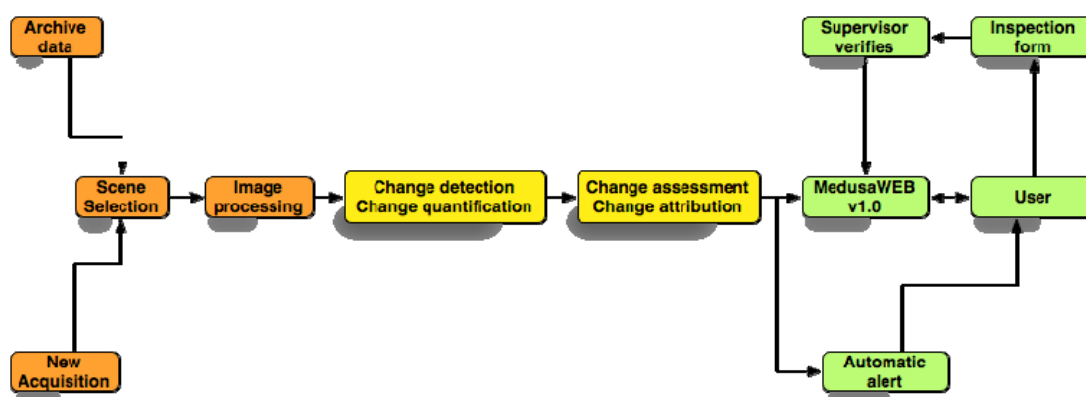 Archive
data
Supervisor
verifies
Inspection
form
Scene
Selection
Image
processing
Change detection
Change quantification
Change assessment
Change attribution
MedusaWEB
v1.0
User
New
Acquisition
Automatic
alert